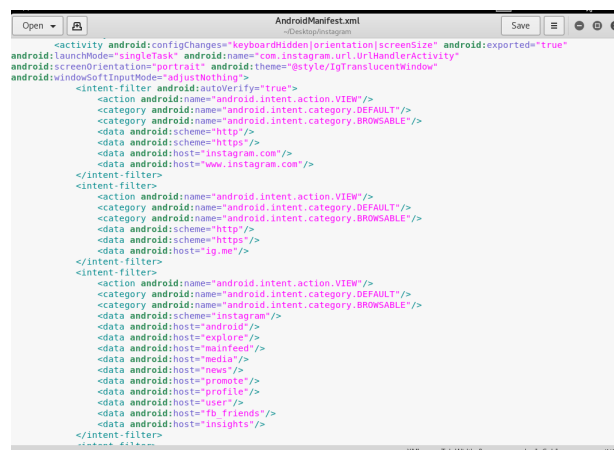 Open
AndroidManifest.xml
~/Desktop/instagram
Save
<activity android:configChanges="keyboardHidden|orientation|screenSize" android:exported="true"
android:launchMode="singleTask" android:name="com.instagram.url.UrlHandlerActivity"
android:screenOrientation="portrait" android:theme="@style/IgTranslucentWindow"
android:windowSoftInputMode="adjustNothing">
<intent-filter android:autoVerify="true">
<action android:name="android.intent.action.VIEW"/>
<category android:name="android.intent.category.DEFAULT"/>
<category android:name="android.intent.category.BROWSABLE"/>
<data android:scheme="http"/>
<data android:scheme="https"/>
<data android:host="instagram.com"/>
<data android:host="www.instagram.com"/>
</intent-filter>
<intent-filter>
<action android:name="android.intent.action.VIEW"/>
<category android:name="android.intent.category.DEFAULT"/>
<category android:name="android.intent.category.BROWSABLE"/>
<data android:scheme="http"/>
<data android:scheme="https"/>
<data android:host="ig.me"/>
</intent-filter>
<intent-filter>
<action android:name="android.intent.action.VIEW"/>
<category android:name="android.intent.category.DEFAULT"/>
<category android:name="android.intent.category.BROWSABLE"/>
<data android:scheme="instagram"/>
<data android:host="android"/>
<data android:host="explore"/>
<data android:host="mainfeed"/>
<data android:host="media"/>
<data android:host="news"/>
<data android:host="promote"/>
<data android:host="profile"/>
<data android:host="user"/>
<data android:host="fb_friends"/>
<data android:host="insights"/>
</intent-filter>